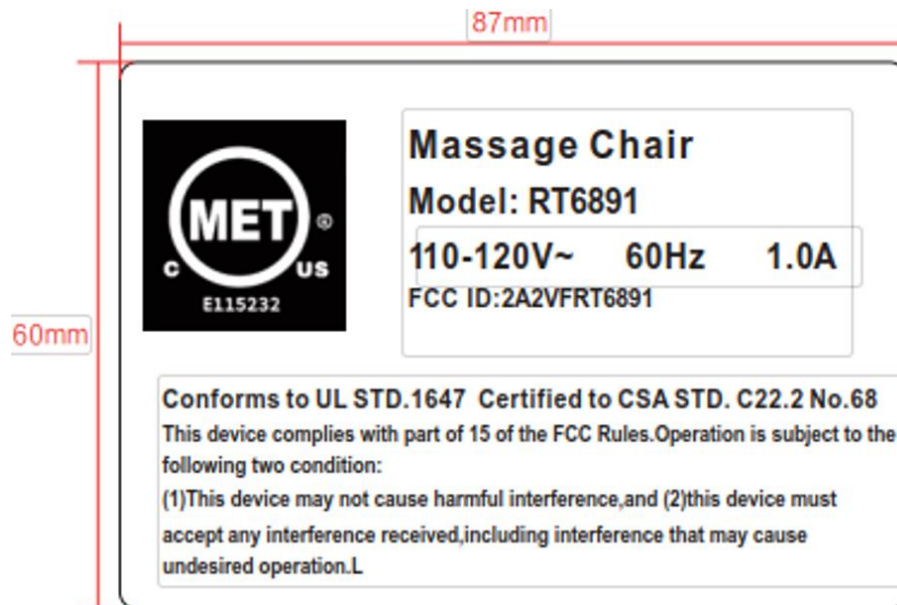 87mm
60mm
MET ®
C US
E115232
Massage Chair
Model: RT6891
110-120V~ 60Hz 1.0A
FCC ID:2A2VFRT6891
Conforms to UL STD.1647 Certified to CSA STD. C22.2 No.68
This device complies with part of 15 of the FCC Rules.Operation is subject to the
following two condition:
(1)This device may not cause harmful interference,and (2)this device must
accept any interference received,including interference that may cause
undesired operation.L